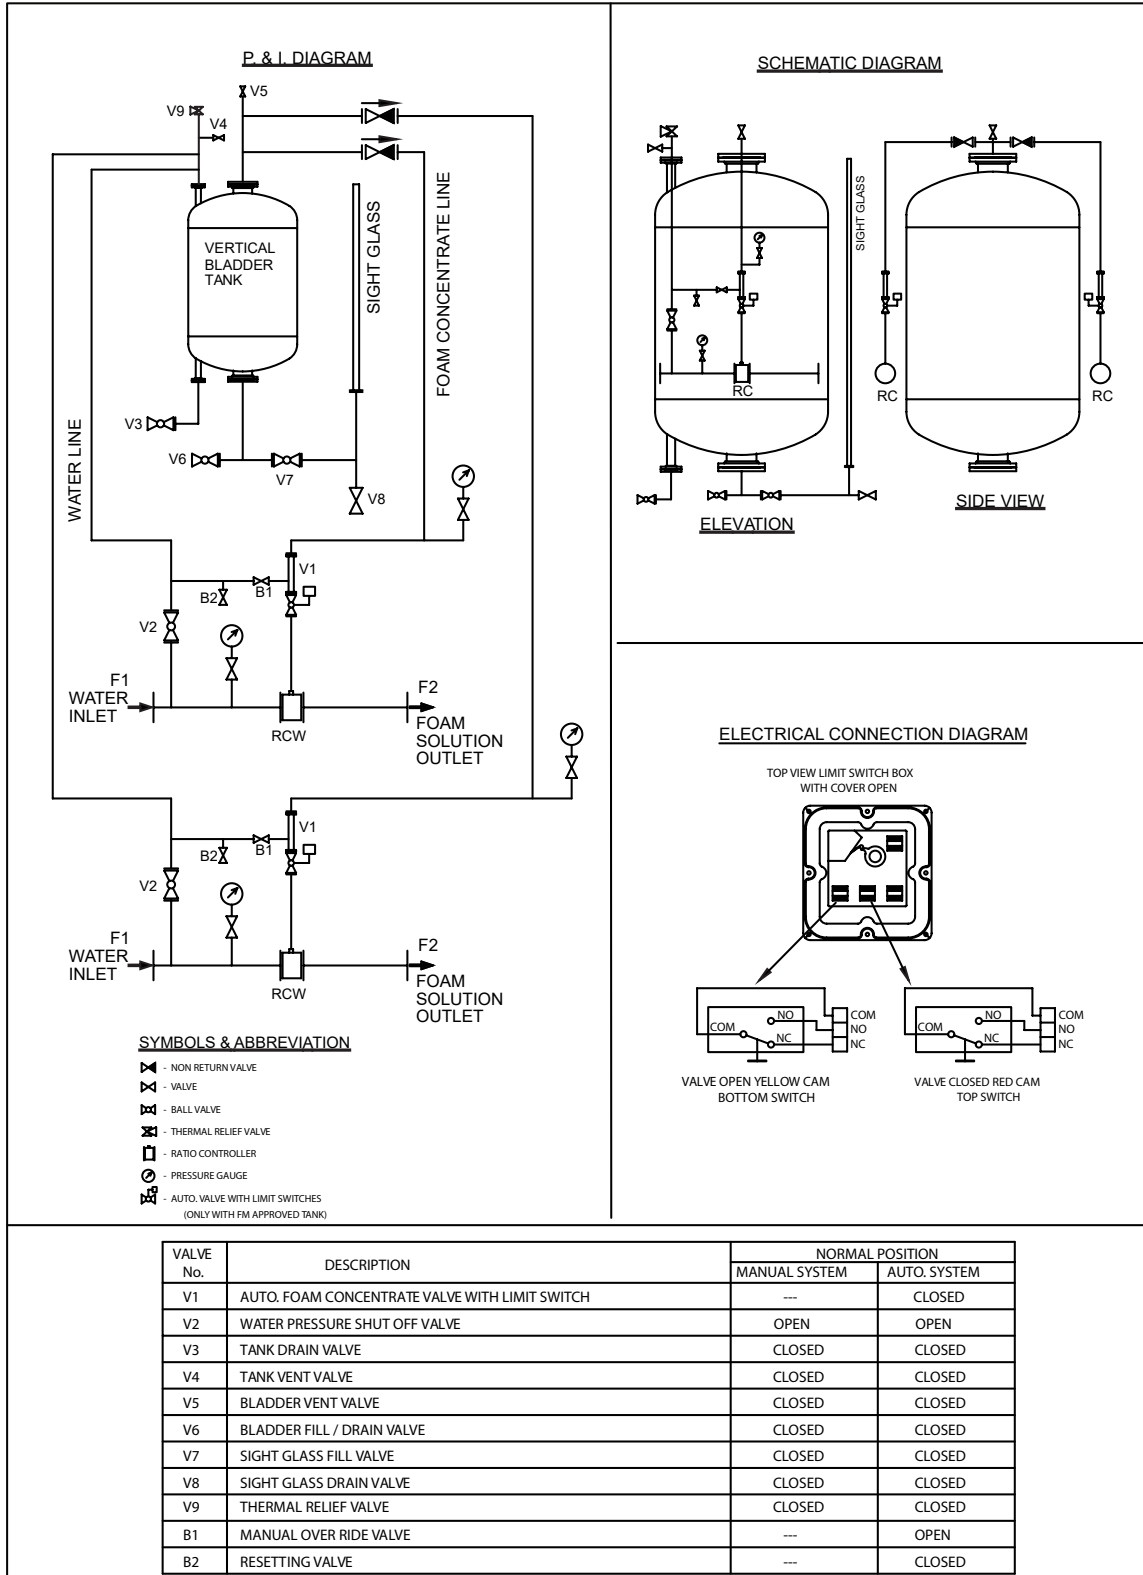 P. & I. DIAGRAM
V5
V9
V4
VERTICAL
BLADDER
TANK
SIGHT GLASS
FOAM CONCENTRATE LINE
WATER LINE
V3
V6
V7
V8
V1
B2
B1
V2
F1
WATER
INLET
RCW
F2
FOAM
SOLUTION
OUTLET
V1
B2
B1
V2
F1
WATER
INLET
RCW
F2
FOAM
SOLUTION
OUTLET
SYMBOLS & ABBREVIATION
- NON RETURN VALVE
- VALVE
- BALL VALVE
- THERMAL RELIEF VALVE
- RATIO CONTROLLER
- PRESSURE GAUGE
- AUTO. VALVE WITH LIMIT SWITCHES
(ONLY WITH FM APPROVED TANK)
SCHEMATIC DIAGRAM
SIGHT GLASS
RC
ELEVATION
RC
RC
SIDE VIEW
ELECTRICAL CONNECTION DIAGRAM
TOP VIEW LIMIT SWITCH BOX
WITH COVER OPEN
COM
NO
NC
COM
NO
NC
VALVE OPEN YELLOW CAM
BOTTOM SWITCH
COM
NO
NC
COM
NO
NC
VALVE CLOSED RED CAM
TOP SWITCH
VALVE No. DESCRIPTION NORMAL POSITION
MANUAL SYSTEM AUTO. SYSTEM
V1 AUTO. FOAM CONCENTRATE VALVE WITH LIMIT SWITCH --- CLOSED
V2 WATER PRESSURE SHUT OFF VALVE OPEN OPEN
V3 TANK DRAIN VALVE CLOSED CLOSED
V4 TANK VENT VALVE CLOSED CLOSED
V5 BLADDER VENT VALVE CLOSED CLOSED
V6 BLADDER FILL / DRAIN VALVE CLOSED CLOSED
V7 SIGHT GLASS FILL VALVE CLOSED CLOSED
V8 SIGHT GLASS DRAIN VALVE CLOSED CLOSED
V9 THERMAL RELIEF VALVE CLOSED CLOSED
B1 MANUAL OVER RIDE VALVE --- OPEN
B2 RESETTING VALVE --- CLOSED